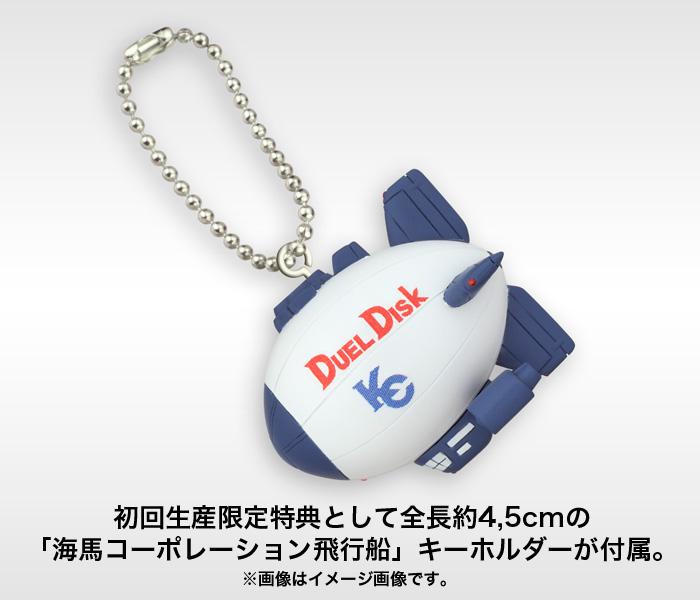 DUEL DISK
KC
初回生産限定特典として全長約4,5cmの
「海馬コーポレーション飛行船」キーホルダーが付属。
※画像はイメージ画像です。